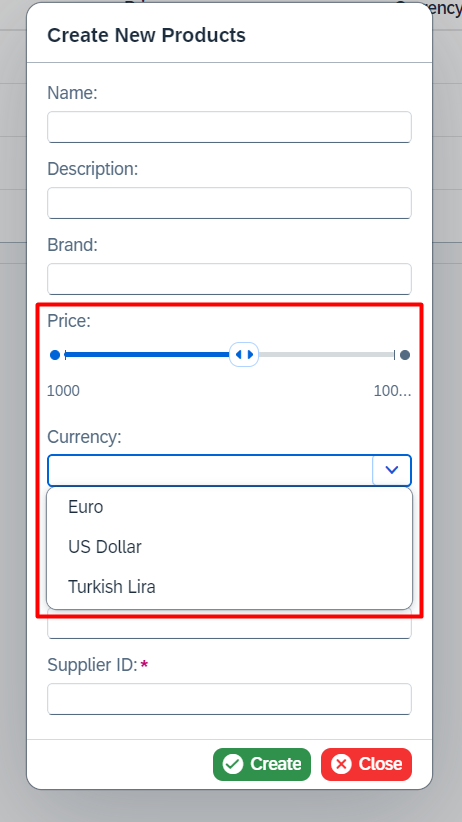 Create New Products
Name:
Description:
Brand:
Price:
1000 100...
Currency:
Euro
US Dollar
Turkish Lira
Supplier ID:*
Create Close